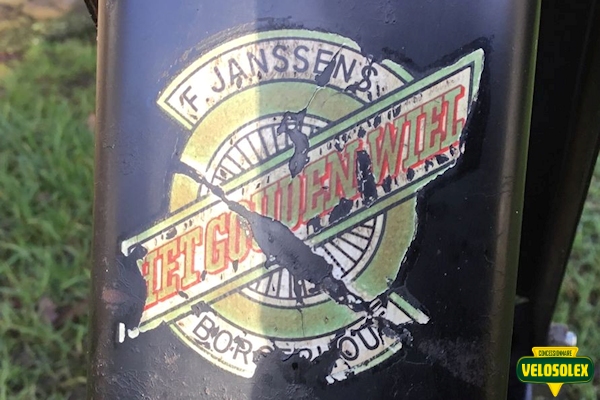 F. JANSSENS
HET GOUDEN WIEL
CONCESSIONNAIRE
VELOSOLEX